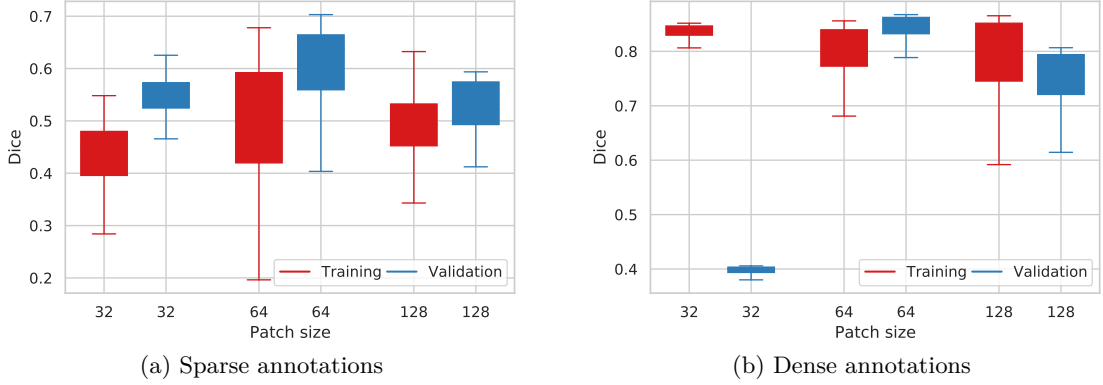 0.7
0.6
0.5
0.4
0.3
0.2
Dice
Training
Validation
32 32 64 64 128 128
Patch size
(a) Sparse annotations
0.8
0.7
0.6
0.5
0.4
Dice
Training
Validation
32 32 64 64 128 128
Patch size
(b) Dense annotations